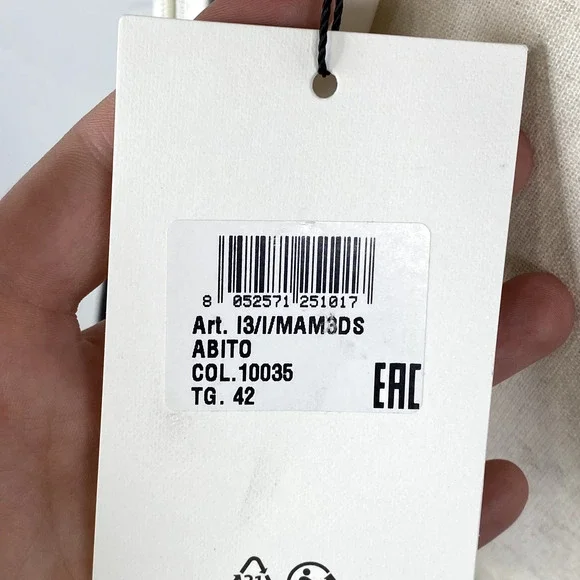 8 052571 251017
Art. I3/I/MAM3DS
ABITO
COL.10035
TG. 42
EAC